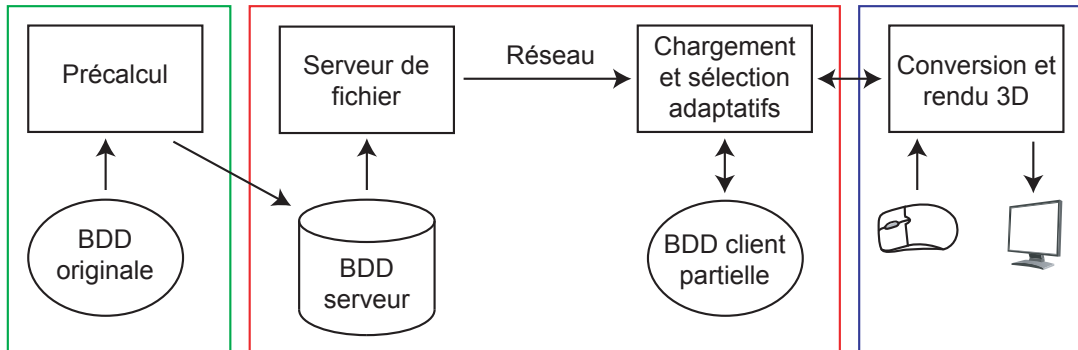 Précalcul
BDD
originale
Serveur de
fichier
BDD
serveur
Réseau
Chargement
et sélection
adaptatifs
BDD client
partielle
Conversion et
rendu 3D